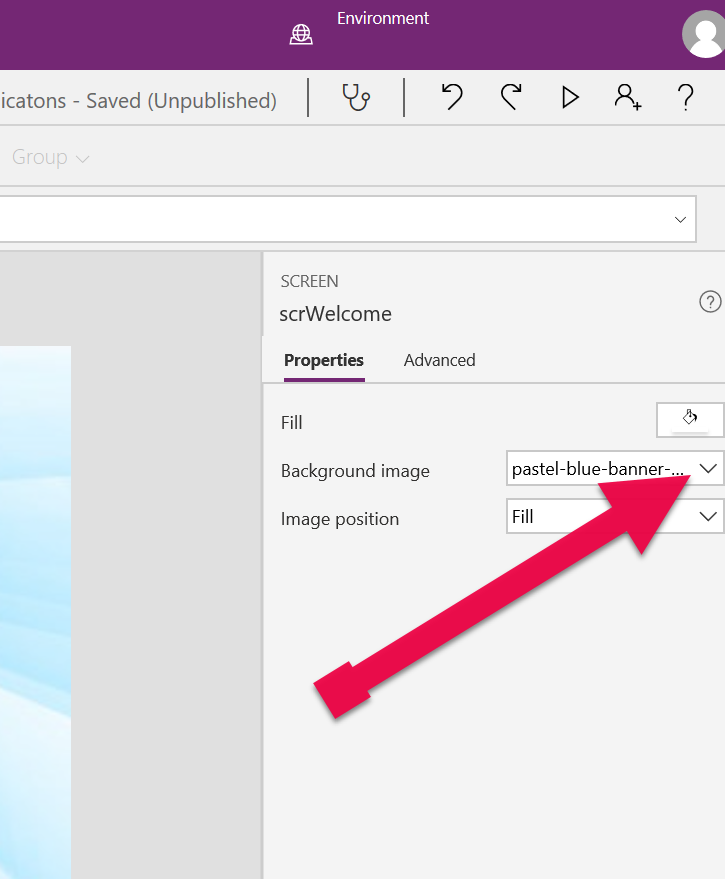 Environment
icatons - Saved (Unpublished)
Group
SCREEN
scrWelcome
Properties Advanced
Fill
Background image pastel-blue-banner-...
Image position Fill